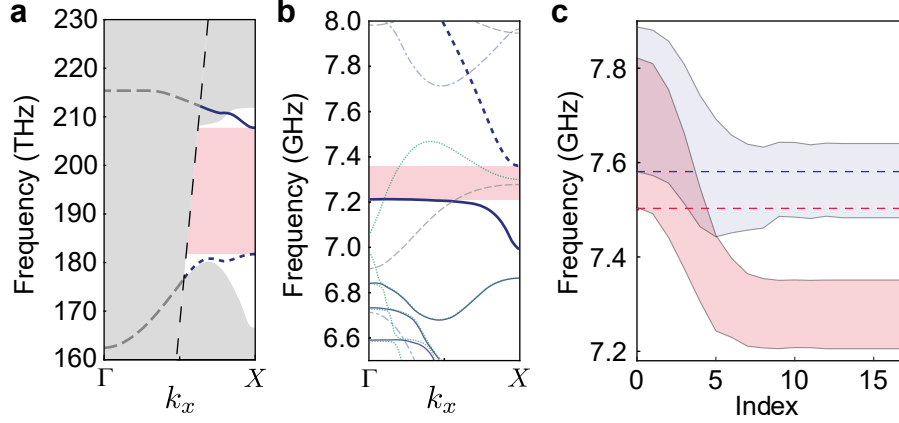 a
Frequency (THz)
230
220
210
200
190
180
170
160
Γ
X
kx
b
Frequency (GHz)
8.0
7.8
7.6
7.4
7.2
7.0
6.8
6.6
Γ
X
kx
c
Frequency (GHz)
7.8
7.6
7.4
7.2
0
5
10
15
Index